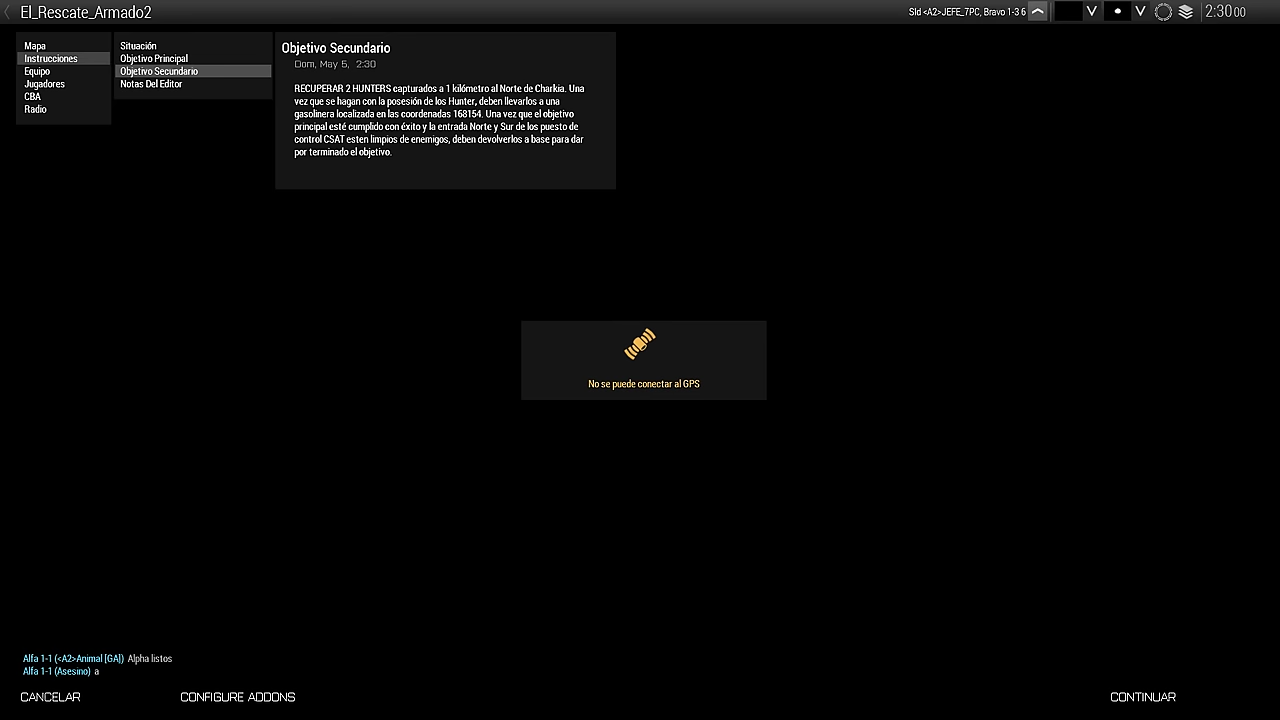 El_Rescate_Armado2
Sld <A2>JEFE_7PC, Bravo 1-3 6
2:30:00
Mapa
Instrucciones
Equipo
Jugadores
CBA
Radio
Situación
Objetivo Principal
Objetivo Secundario
Notas Del Editor
Objetivo Secundario
Dom, May 5, 2:30
RECUPERAR 2 HUNTERS capturados a 1 kilómetro al Norte de Charkia. Una
vez que se hagan con la posesión de los Hunter, deben llevarlos a una
gasolinera localizada en las coordenadas 168154. Una vez que el objetivo
principal esté cumplido con éxito y la entrada Norte y Sur de los puesto de
control CSAT esten limpios de enemigos, deben devolverlos a base para dar
por terminado el objetivo.
No se puede conectar al GPS
Alfa 1-1 (<A2>Animal [GA]) Alpha listos
Alfa 1-1 (Asesino) a
CANCELAR
CONFIGURE ADDONS
CONTINUAR